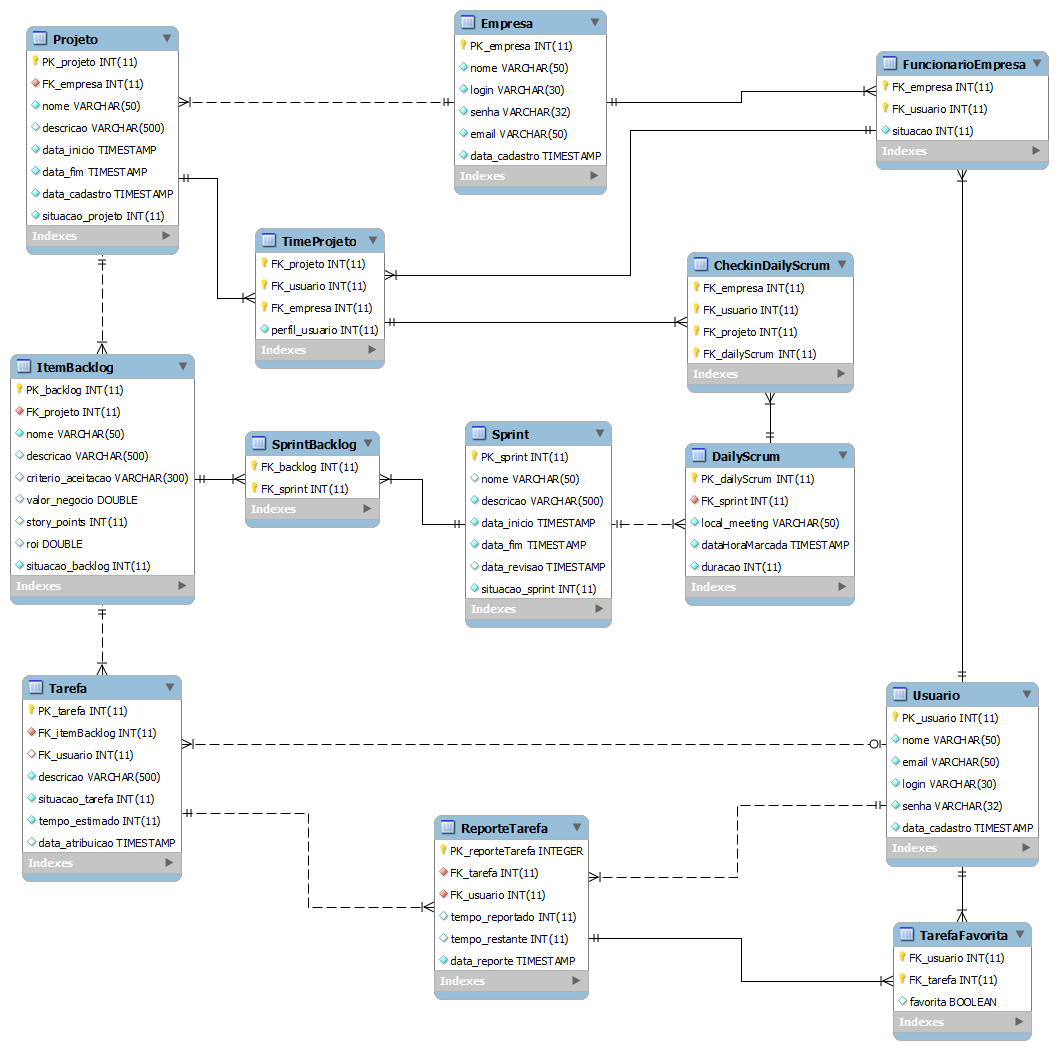 Projeto
PK_projeto INT(11)
FK_empresa INT(11)
nome VARCHAR(50)
descricao VARCHAR(500)
data_inicio TIMESTAMP
data_fim TIMESTAMP
data_cadastro TIMESTAMP
situacao_projeto INT(11)
Indexes
Empresa
PK_empresa INT(11)
nome VARCHAR(50)
login VARCHAR(30)
senha VARCHAR(32)
email VARCHAR(50)
data_cadastro TIMESTAMP
Indexes
FuncionarioEmpresa
FK_empresa INT(11)
FK_usuario INT(11)
situacao INT(11)
Indexes
TimeProjeto
FK_projeto INT(11)
FK_usuario INT(11)
FK_empresa INT(11)
perfil_usuario INT(11)
Indexes
CheckinDailyScrum
FK_empresa INT(11)
FK_usuario INT(11)
FK_projeto INT(11)
FK_dailyScrum INT(11)
Indexes
ItemBacklog
PK_backlog INT(11)
FK_projeto INT(11)
nome VARCHAR(50)
descricao VARCHAR(500)
criterio_aceitacao VARCHAR(300)
valor_negocio DOUBLE
story_points INT(11)
roi DOUBLE
situacao_backlog INT(11)
Indexes
SprintBacklog
FK_backlog INT(11)
FK_sprint INT(11)
Indexes
Sprint
PK_sprint INT(11)
nome VARCHAR(50)
descricao VARCHAR(500)
data_inicio TIMESTAMP
data_fim TIMESTAMP
data_revisao TIMESTAMP
situacao_sprint INT(11)
Indexes
DailyScrum
PK_dailyScrum INT(11)
FK_sprint INT(11)
local_meeting VARCHAR(50)
dataHoraMarcada TIMESTAMP
duracao INT(11)
Indexes
Tarefa
PK_tarefa INT(11)
FK_itemBacklog INT(11)
FK_usuario INT(11)
descricao VARCHAR(500)
situacao_tarefa INT(11)
tempo_estimado INT(11)
data_atribuicao TIMESTAMP
Indexes
Usuario
PK_usuario INT(11)
nome VARCHAR(50)
email VARCHAR(50)
login VARCHAR(30)
senha VARCHAR(32)
data_cadastro TIMESTAMP
Indexes
ReporteTarefa
PK_reporteTarefa INTEGER
FK_tarefa INT(11)
FK_usuario INT(11)
tempo_reportado INT(11)
tempo_restante INT(11)
data_reporte TIMESTAMP
Indexes
TarefaFavorita
FK_usuario INT(11)
FK_tarefa INT(11)
favorita BOOLEAN
Indexes